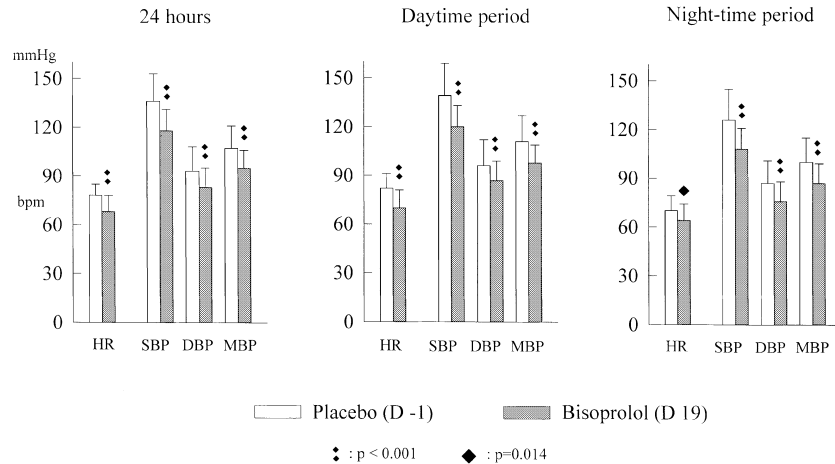 24 hours
Daytime period
Night-time period
mmHg
150
120
90
bpm
60
30
0
HR SBP DBP MBP
150
120
90
60
30
0
HR SBP DBP MBP
150
120
90
60
30
0
HR SBP DBP MBP
Placebo (D -1) Bisoprolol (D 19)
: p < 0.001 : p=0.014